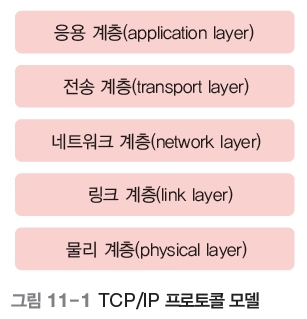 응용 계층(application layer)
전송 계층(transport layer)
네트워크 계층(network layer)
링크 계층(link layer)
물리 계층(physical layer)
그림 11-1 TCP/IP 프로토콜 모델